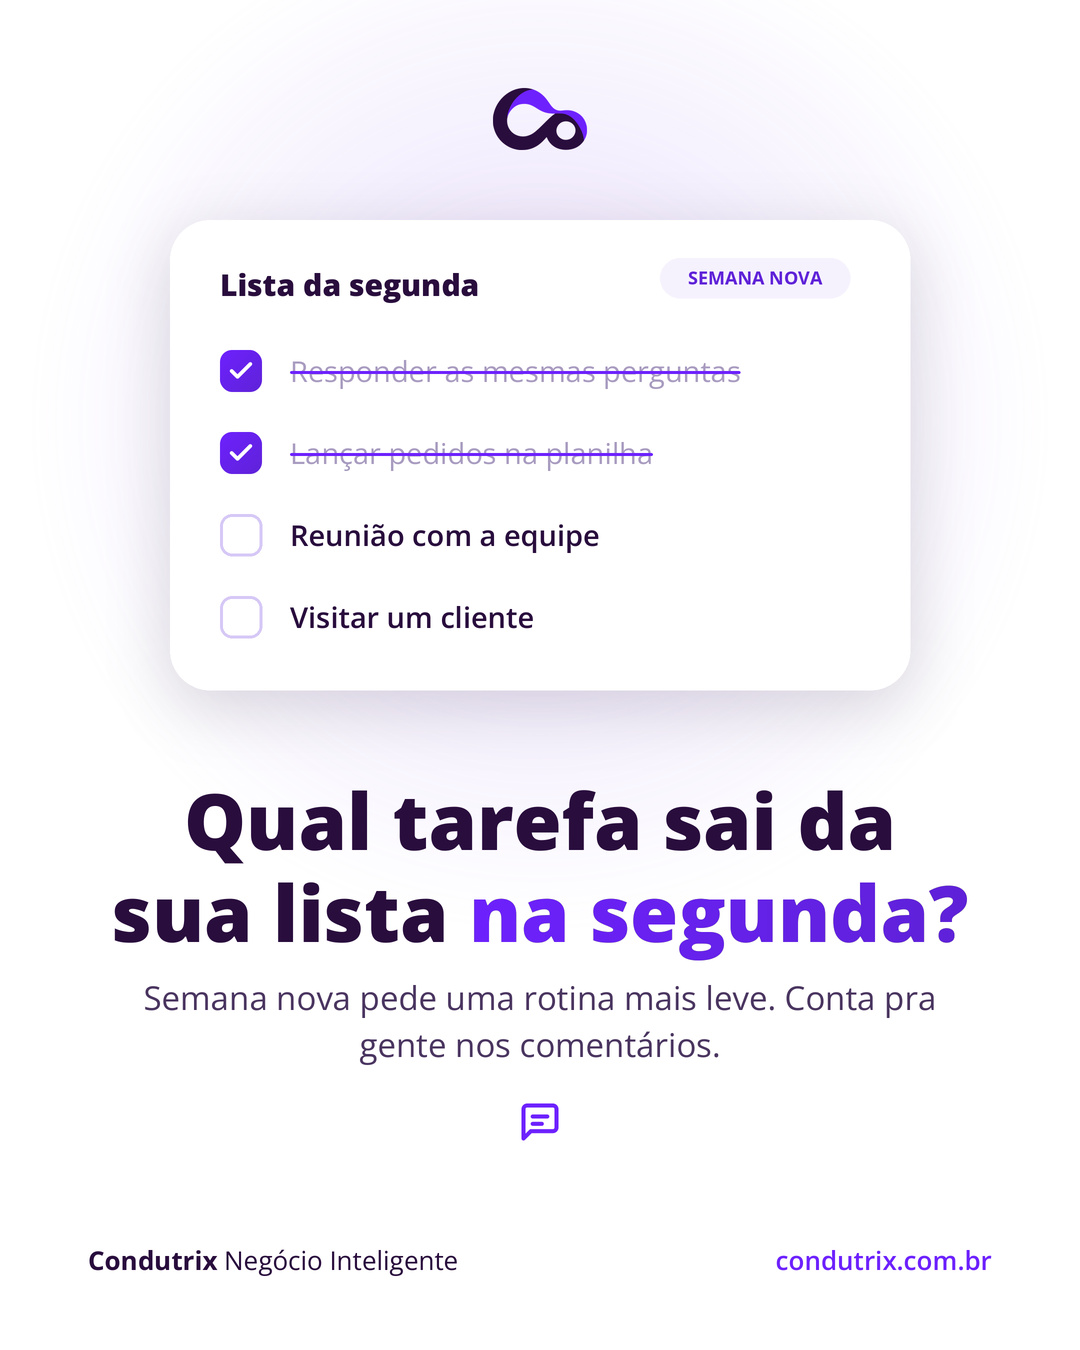 Lista da segunda
SEMANA NOVA
Responder as mesmas perguntas
Lançar pedidos na planilha
Reunião com a equipe
Visitar um cliente
Qual tarefa sai da
sua lista na segunda?
Semana nova pede uma rotina mais leve. Conta pra
gente nos comentários.
Condutrix Negócio Inteligente
condutrix.com.br